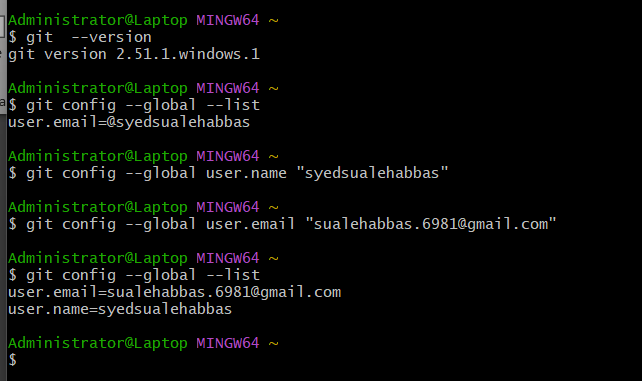 Administrator@Laptop MINGW64 ~
$ git  --version
git version 2.51.1.windows.1
Administrator@Laptop MINGW64 ~
$ git config --global --list
user.email=@syedsualehabbas
Administrator@Laptop MINGW64 ~
$ git config --global user.name "syedsualehabbas"
Administrator@Laptop MINGW64 ~
$ git config --global user.email "sualehabbas.6981@gmail.com"
Administrator@Laptop MINGW64 ~
$ git config --global --list
user.email=sualehabbas.6981@gmail.com
user.name=syedsualehabbas
Administrator@Laptop MINGW64 ~
$